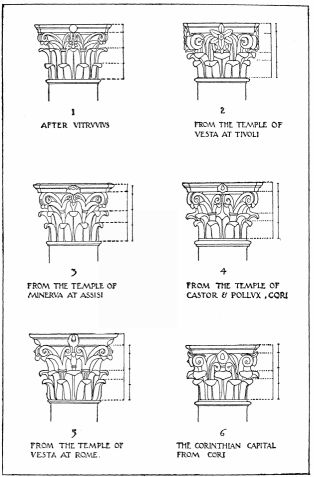 1
AFTER VITRVVIVS
2
FROM THE TEMPLE OF
VESTA AT TIVOLI
3
FROM THE TEMPLE OF
MINERVA AT ASSISI
4
FROM THE TEMPLE OF
CASTOR & POLLVX, CORI
5
FROM THE TEMPLE OF
VESTA AT ROME.
6
THE CORINTHIAN CAPITAL
FROM CORI